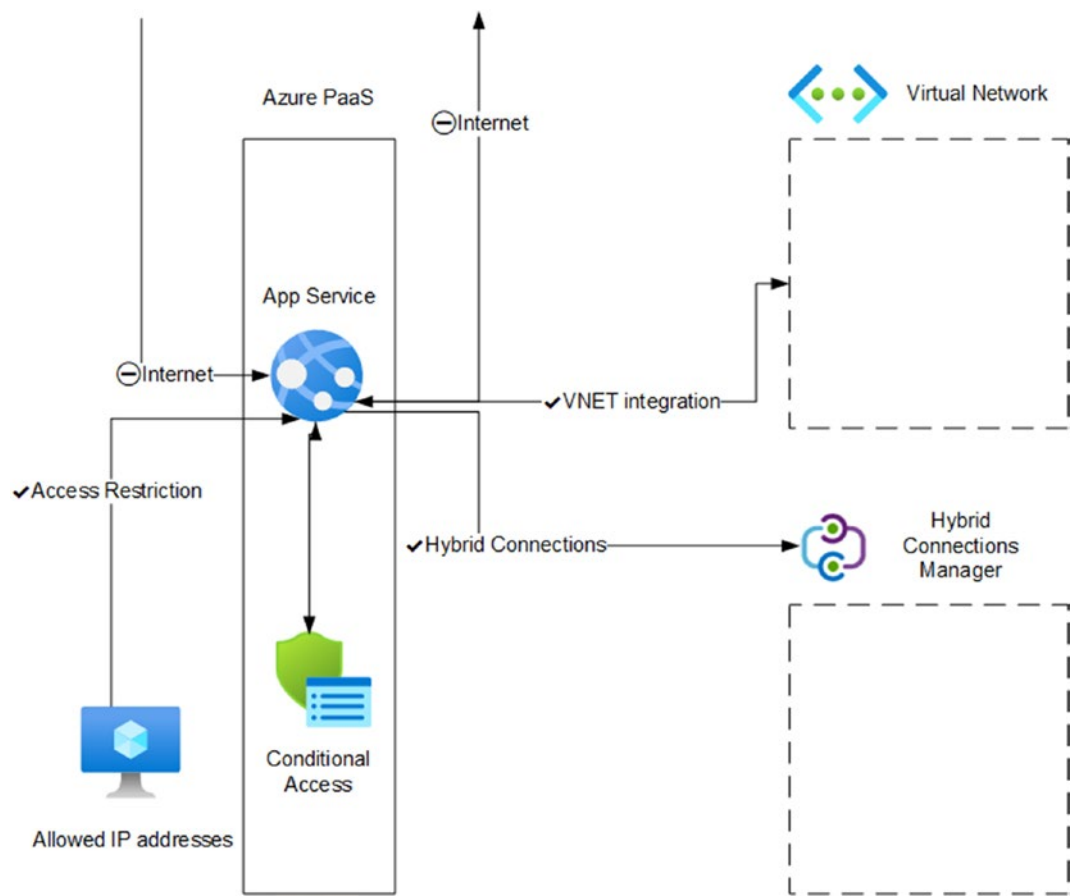 Azure PaaS
Internet
Virtual Network
App Service
Internet
✔VNET integration
✔Access Restriction
✔Hybrid Connections
Hybrid
Connections
Manager
Conditional
Access
Allowed IP addresses